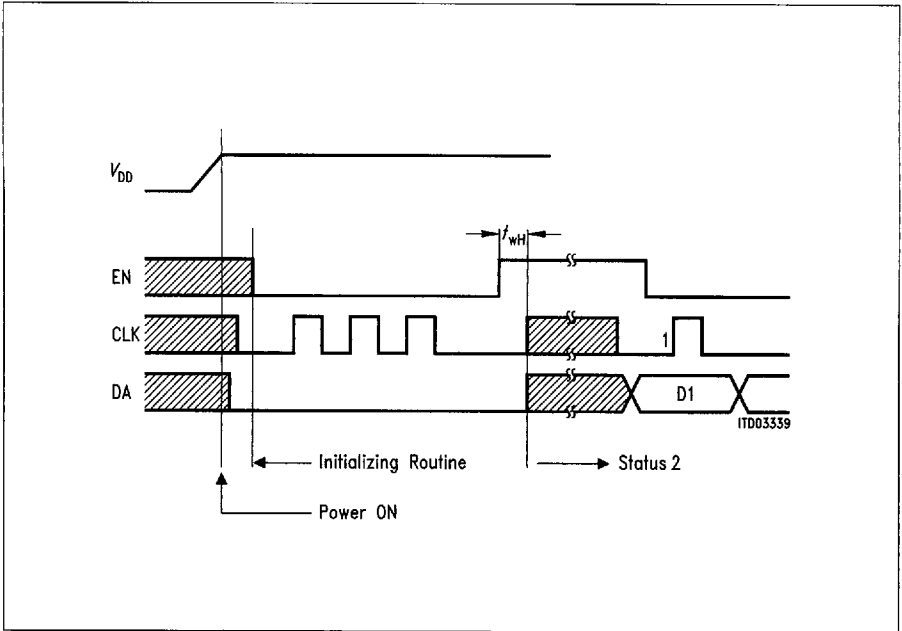 V_DD
t_wH
EN
CLK
1
DA
D1
ITD03339
Initializing Routine
Status 2
Power ON